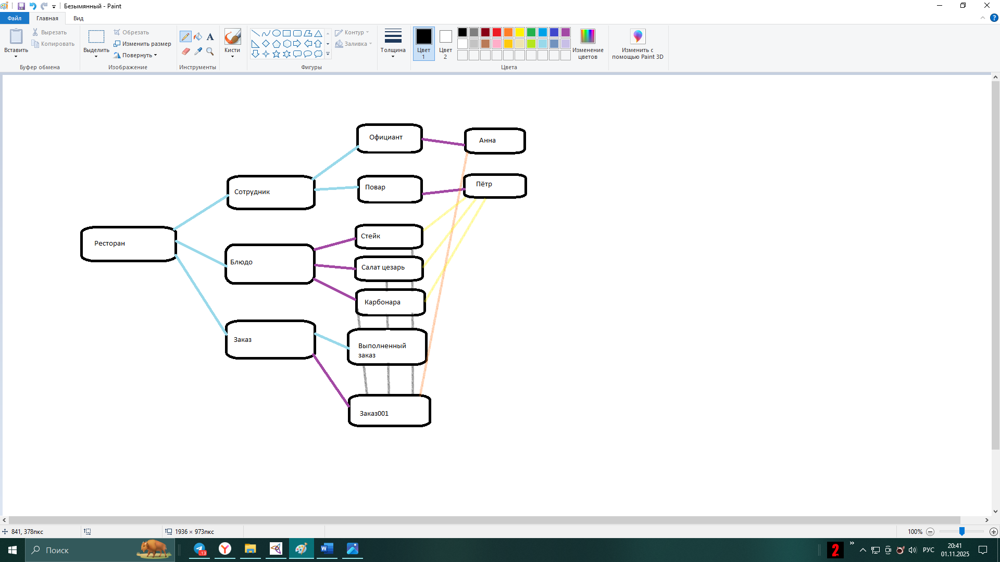 Безымянный - Paint
Файл
Главная
Вид
Вставить
Вырезать
Копировать
Буфер обмена
Выделить
Обрезать
Изменить размер
Повернуть
Изображение
A
Инструменты
Кисти
Контур
Заливка
Фигуры
Толщина
Цвет
1
Цвет
2
Изменение
цветов
Цвета
Изменить с
помощью Paint 3D
Официант
Анна
Повар
Пётр
Сотрудник
Стейк
Ресторан
Блюдо
Салат цезарь
Карбонара
Заказ
Выполненный
заказ
Заказ001
841, 378пкс
1936 × 973пкс
100%
Поиск
13
2
РУС
20:41
01.11.2025